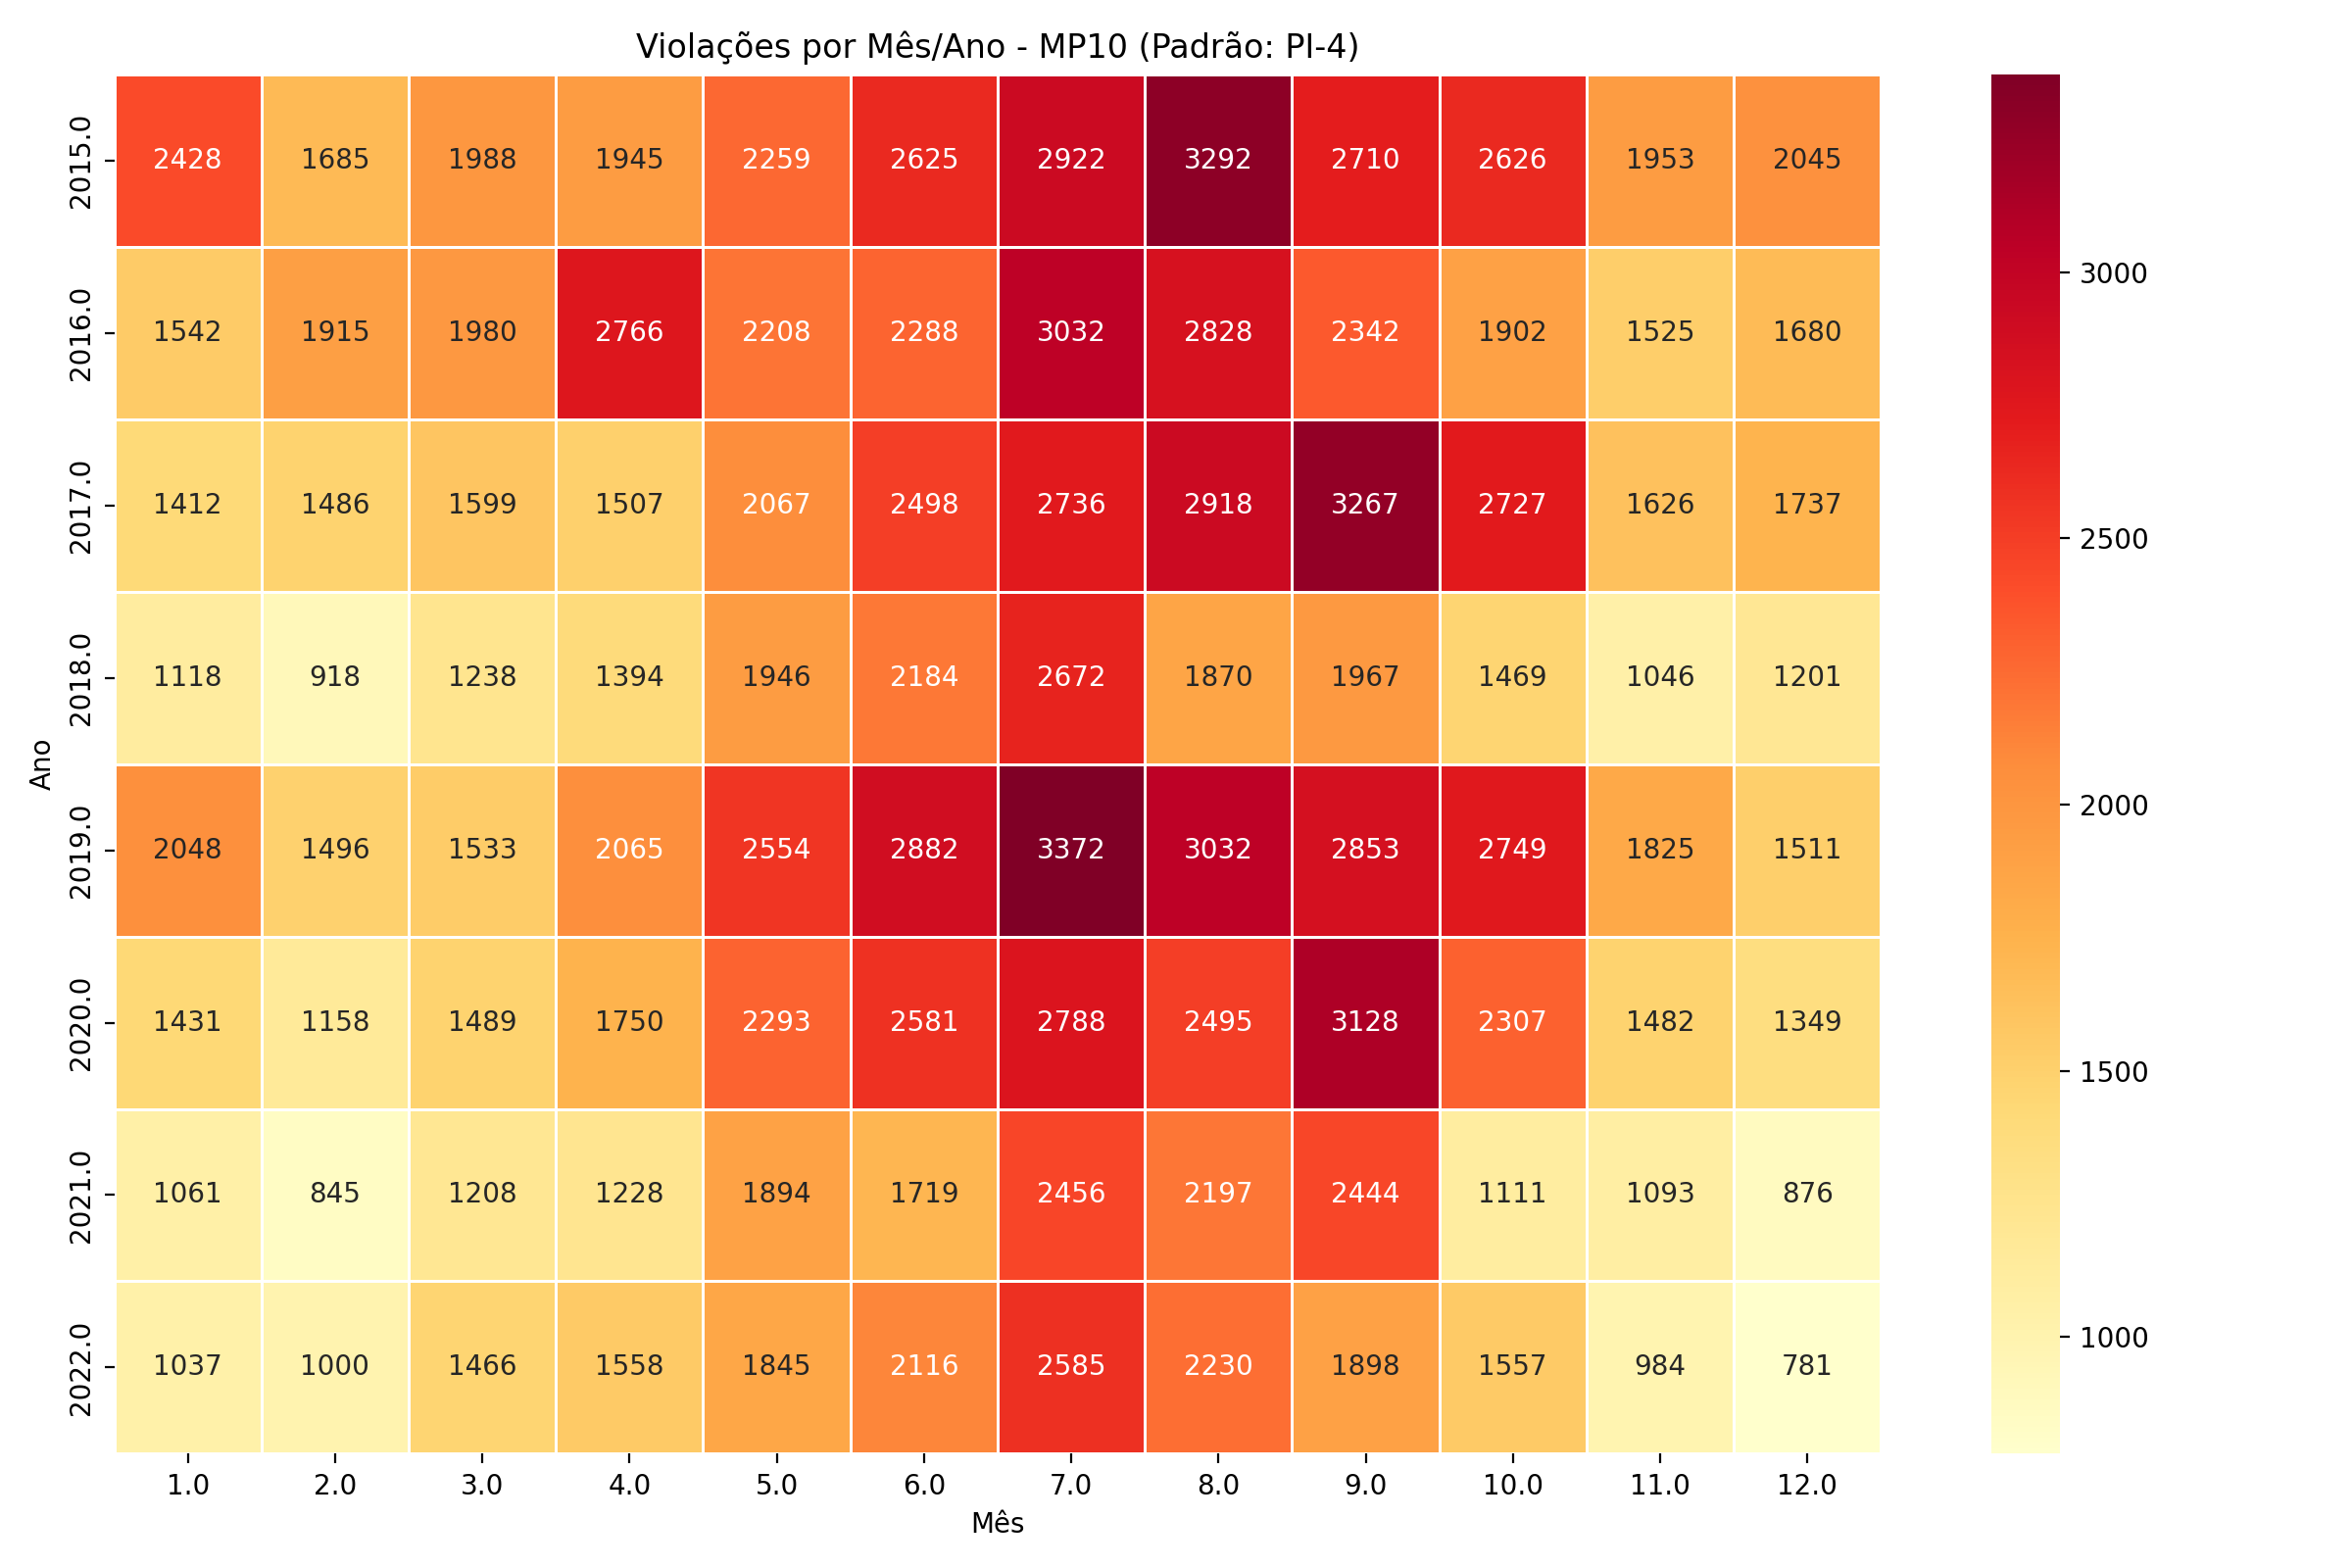 Violações por Mês/Ano - MP10 (Padrão: PI-4)
2015.0 2428 1685 1988 1945 2259 2625 2922 3292 2710 2626 1953 2045
2016.0 1542 1915 1980 2766 2208 2288 3032 2828 2342 1902 1525 1680
2017.0 1412 1486 1599 1507 2067 2498 2736 2918 3267 2727 1626 1737
2018.0 1118 918 1238 1394 1946 2184 2672 1870 1967 1469 1046 1201
2019.0 2048 1496 1533 2065 2554 2882 3372 3032 2853 2749 1825 1511
2020.0 1431 1158 1489 1750 2293 2581 2788 2495 3128 2307 1482 1349
2021.0 1061 845 1208 1228 1894 1719 2456 2197 2444 1111 1093 876
2022.0 1037 1000 1466 1558 1845 2116 2585 2230 1898 1557 984 781
1.0 2.0 3.0 4.0 5.0 6.0 7.0 8.0 9.0 10.0 11.0 12.0
Mês
Ano
3000
2500
2000
1500
1000